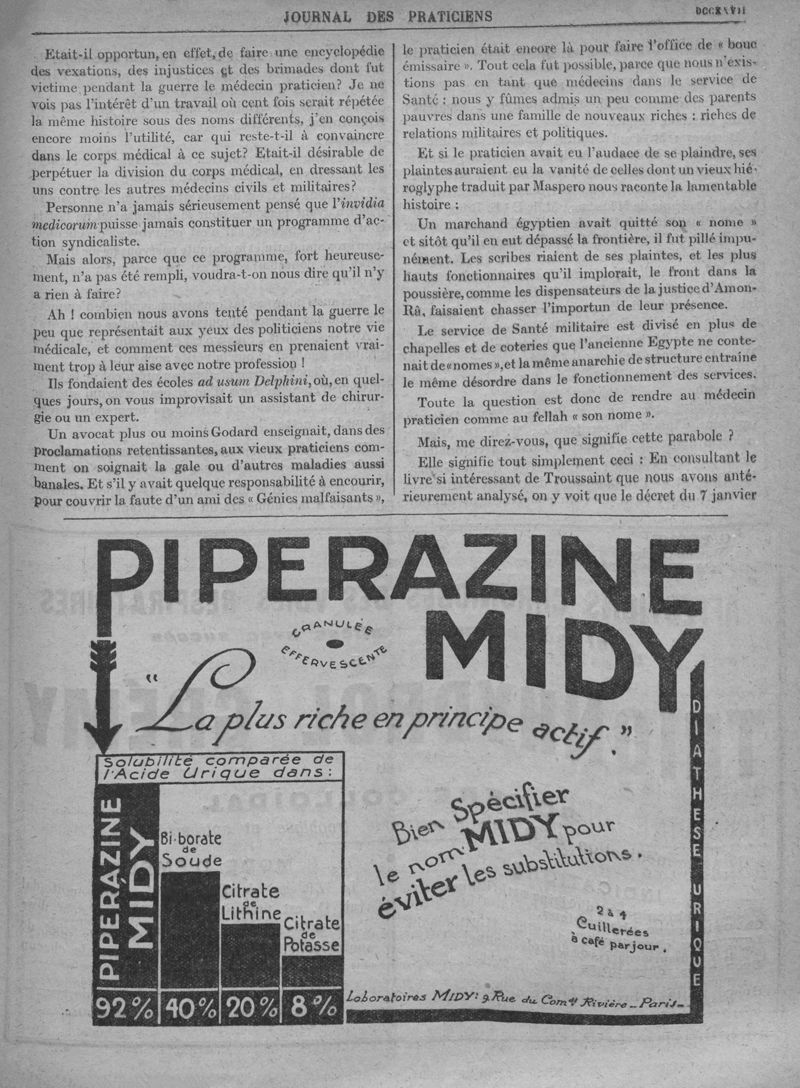 JOURNAL DES PRATICIENS
Etait-il opportun, en effet, de faire une encyclopédie
des vexations, des injustices et des brimades dont fut
victime pendant la guerre le médecin praticien? Je ne
vois pas l'intérêt d'un travail où cent fois serait répétée
la même histoire sous des noms différents, j'en conçois
encore moins l'utilité, car qui reste-t-il à convaincre
dans le corps médical à ce sujet? Etait-il désirable de
perpétuer la division du corps médical, en dressant les
uns contre les autres médecins civils et militaires?
Personne n'a jamais sérieusement pensé que l'invidia
medicorum puisse jamais constituer un programme d'ac-
tion syndicaliste.
Mais alors, parce que ce programme, fort heureuse-
ment, n'a pas été rempli, voudra-t-on nous dire qu'il n'y
a rien à faire?
Ah ! combien nous avons tenté pendant la guerre le
peu que représentait aux yeux des politiciens notre vie
médicale, et comment ces messieurs en prenaient vrai-
ment trop à leur aise avec notre profession !
Ils fondaient des écoles ad usum Delphini, où, en quel-
ques jours, on vous improvisait un assistant de chirur-
gie ou un expert.
Un avocat plus ou moins Godard enseignait, dans des
proclamations retentissantes, aux vieux praticiens com-
ment on soignait la gale ou d'autres maladies aussi
banales. Et s'il y avait quelque responsabilité à encourir,
pour couvrir la faute d'un ami des « Génies malfaisants »,
le praticien était encore là pour faire l'office de « bouc
émissaire ». Tout cela fut possible, parce que nous n'exis-
tions pas en tant que médecins dans le service de
Santé : nous y fûmes admis un peu comme des parents
pauvres dans une famille de nouveaux riches : riches de
relations militaires et politiques.
Et si le praticien avait eu l'audace de se plaindre, ses
plaintes auraient eu la vanité de celles dont un vieux hié-
roglyphe traduit par Maspero nous raconte la lamentable
histoire :
Un marchand égyptien avait quitté son « nome »
et sitôt qu'il en eut dépassé la frontière, il fut pillé impu-
nément. Les scribes riaient de ses plaintes, et les plus
hauts fonctionnaires qu'il implorait, le front dans la
poussière, comme les dispensateurs de la justice d'Amon-
Râ, faisaient chasser l'importun de leur présence.
Le service de Santé militaire est divisé en plus de
chapelles et de coteries que l'ancienne Egypte ne conte-
nait de « nomes », et la même anarchie de structure entraine
le même désordre dans le fonctionnement des services.
Toute la question est donc de rendre au médecin
praticien comme au fellah « son nome ».
Mais, me direz-vous, que signifie cette parabole ?
Elle signifie tout simplement ceci : En consultant le
livre si intéressant de Troussaint que nous avons anté-
rieurement analysé, on y voit que le décret du 7 janvier
PIPERAZINE
MIDY
GRANULÉE
EFFERVESCENTE
"La plus riche en principe actif."
Solubilité comparée de
l'Acide Urique dans :
PIPERAZINE
MIDY
92%
Bi-borate
de
Soude
40%
Citrate
de
Lithine
20%
Citrate
de
Potasse
8%
Bien Spécifier
le nom MIDY pour
éviter les substitutions.
2 à 4
Cuillerées
à café par jour.
DIATHESE URIQUE
Laboratoires MIDY : 9 Rue du Comt Rivière - Paris -